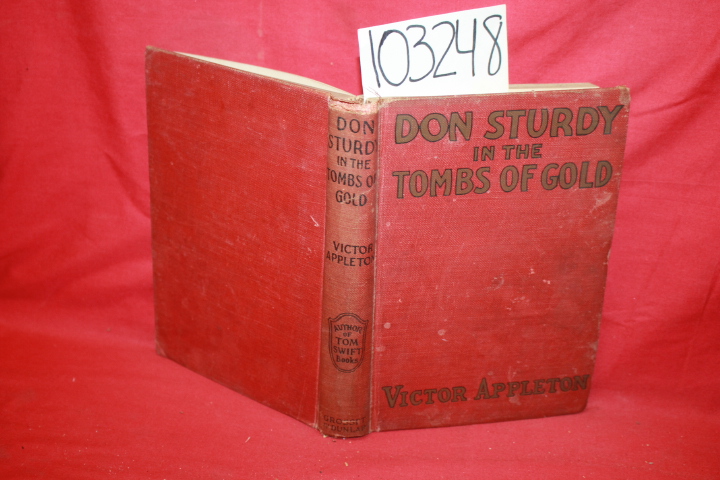 103248
DON
STURDY
IN THE
TOMBS OF
GOLD
VICTOR
APPLETON
AUTHOR
OF
TOM
SWIFT
Books
GROSSET
DUNLAP
DON STURDY
IN THE
TOMBS OF GOLD
VICTOR APPLETON